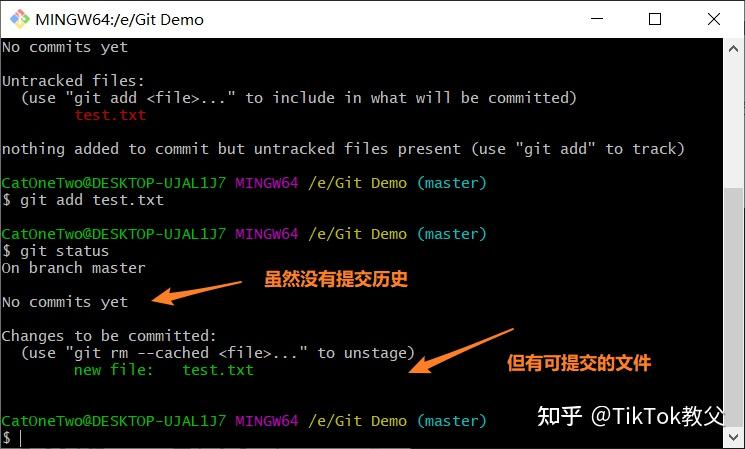 MINGW64:/e/Git Demo
No commits yet
Untracked files:
(use "git add <file>..." to include in what will be committed)
test.txt
nothing added to commit but untracked files present (use "git add" to track)
CatOneTwo@DESKTOP-UJAL1J7 MINGW64 /e/Git Demo (master)
$ git add test.txt
CatOneTwo@DESKTOP-UJAL1J7 MINGW64 /e/Git Demo (master)
$ git status
On branch master
虽然没有提交历史
No commits yet
Changes to be committed:
(use "git rm --cached <file>..." to unstage)
new file:   test.txt
但有可提交的文件
CatOneTwo@DESKTOP-UJAL1J7 MINGW64 /e/Git Demo (master)
$
知乎 @TikTok教父